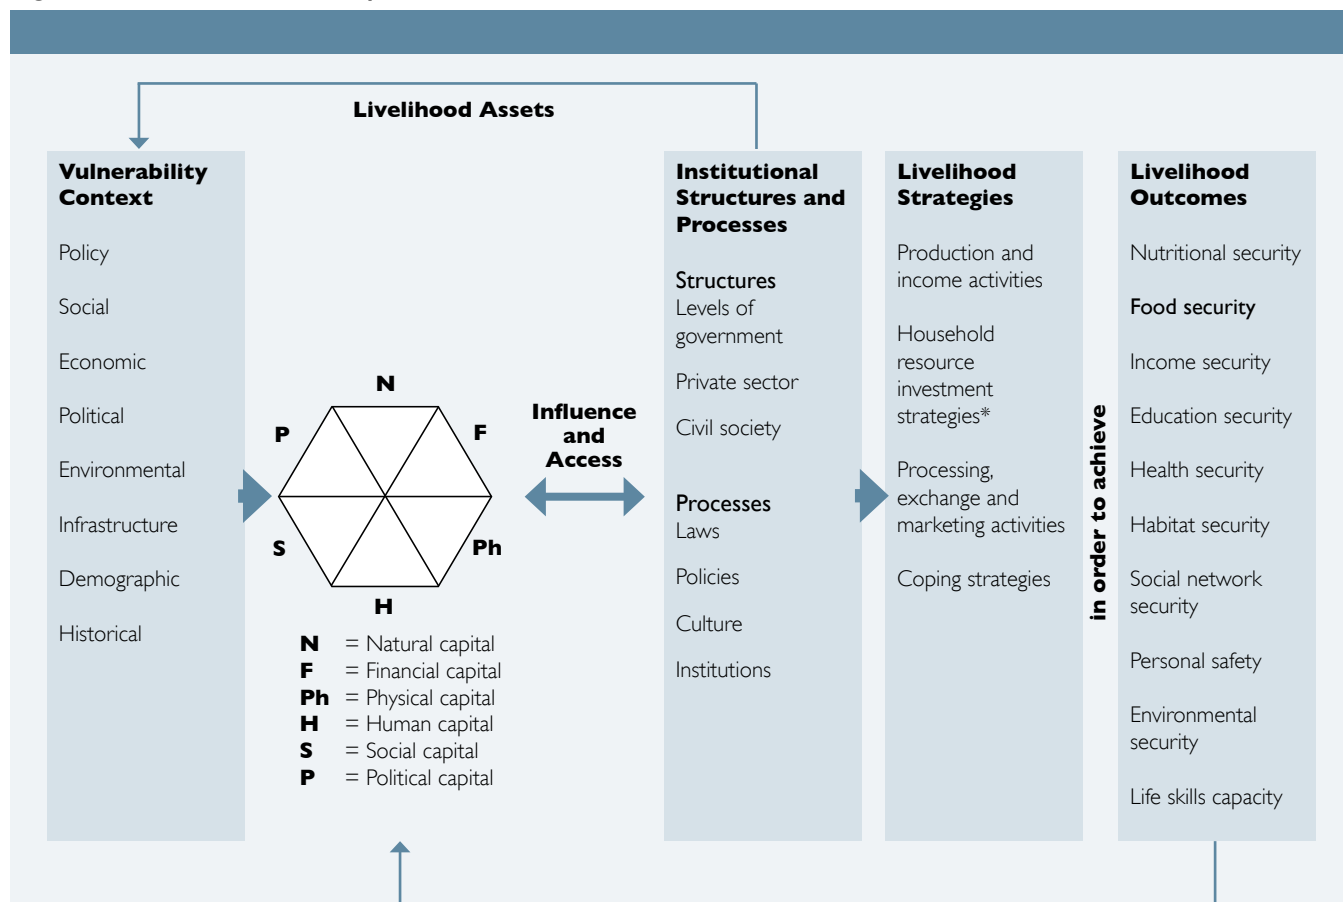 Livelihood Assets
Vulnerability
Context
Policy
Social
Economic
Political
Environmental
Infrastructure
Demographic
Historical
N
P
F
S
Ph
H
N = Natural capital
F = Financial capital
Ph = Physical capital
H = Human capital
S = Social capital
P = Political capital
Influence
and
Access
Institutional
Structures and
Processes
Structures
Levels of
government
Private sector
Civil society
Processes
Laws
Policies
Culture
Institutions
Livelihood
Strategies
Production and
income activities
Household
resource
investment
strategies*
Processing,
exchange and
marketing activities
Coping strategies
in order to achieve
Livelihood
Outcomes
Nutritional security
Food security
Income security
Education security
Health security
Habitat security
Social network
security
Personal safety
Environmental
security
Life skills capacity